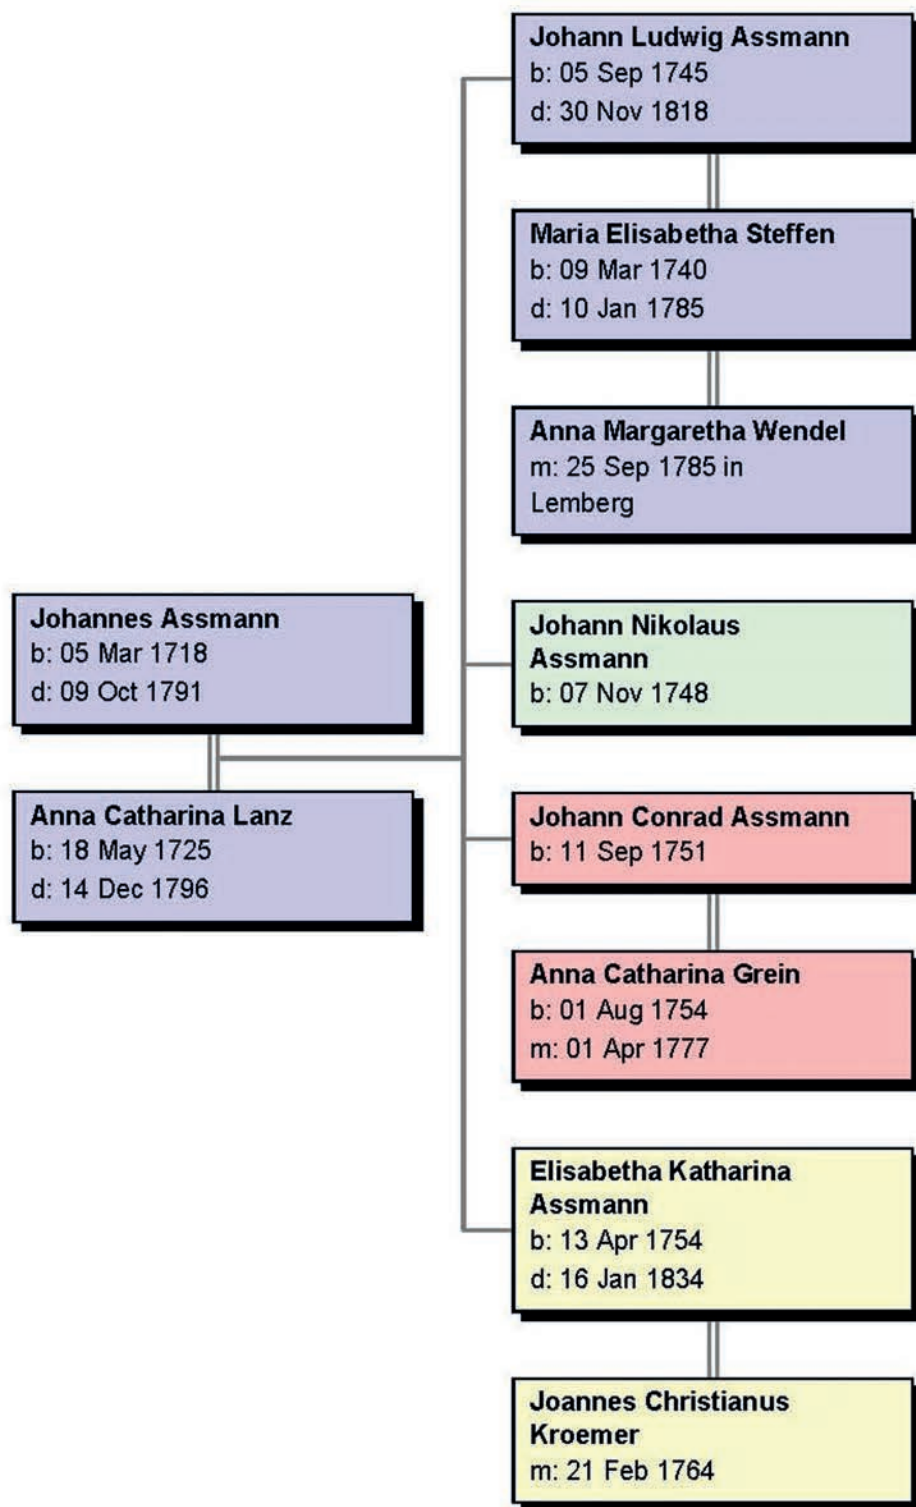 Johann Ludwig Assmann
b: 05 Sep 1745
d: 30 Nov 1818
Maria Elisabetha Steffen
b: 09 Mar 1740
d: 10 Jan 1785
Anna Margaretha Wendel
m: 25 Sep 1785 in
Lemberg
Johannes Assmann
b: 05 Mar 1718
d: 09 Oct 1791
Anna Catharina Lanz
b: 18 May 1725
d: 14 Dec 1796
Johann Nikolaus
Assmann
b: 07 Nov 1748
Johann Conrad Assmann
b: 11 Sep 1751
Anna Catharina Grein
b: 01 Aug 1754
m: 01 Apr 1777
Elisabetha Katharina
Assmann
b: 13 Apr 1754
d: 16 Jan 1834
Joannes Christianus
Kroemer
m: 21 Feb 1764